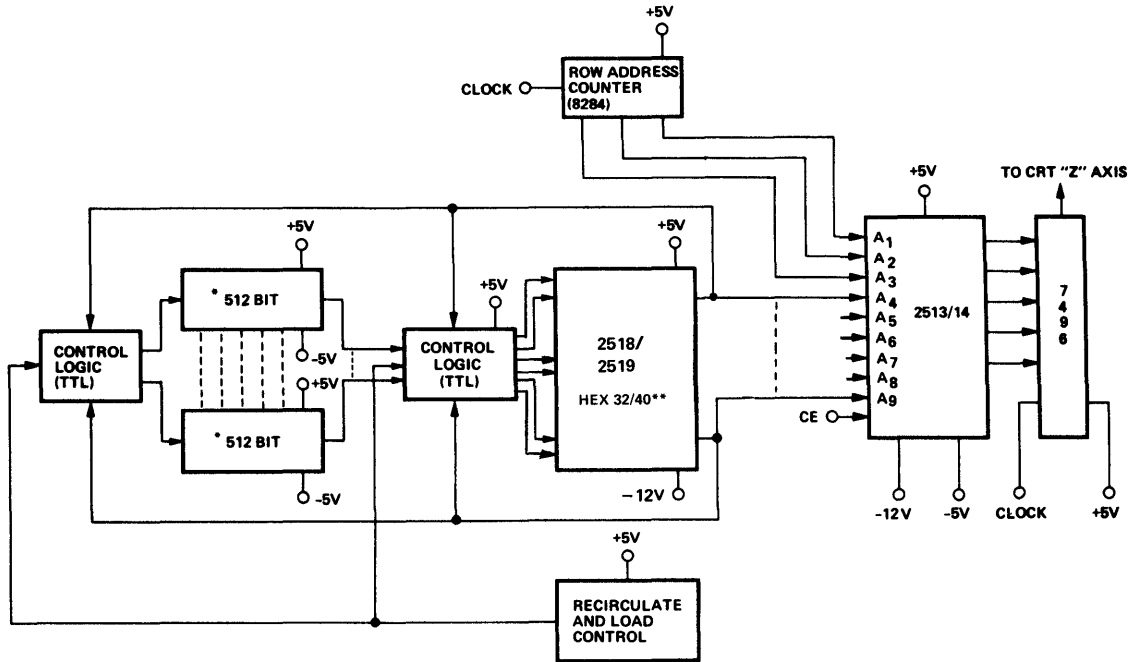 +5V
ROW ADDRESS
COUNTER
(8284)
CLOCK
TO CRT "Z" AXIS
+5V
+5V
+5V
* 512 BIT
-5V
+5V
* 512 BIT
-5V
CONTROL
LOGIC
(TTL)
+5V
CONTROL
LOGIC
(TTL)
2518/
2519
HEX 32/40**
-12V
A1
A2
A3
A4
A5
A6
A7
A8
A9
CE
2513/14
7
4
9
6
-12V
-5V
CLOCK
+5V
+5V
RECIRCULATE
AND LOAD
CONTROL